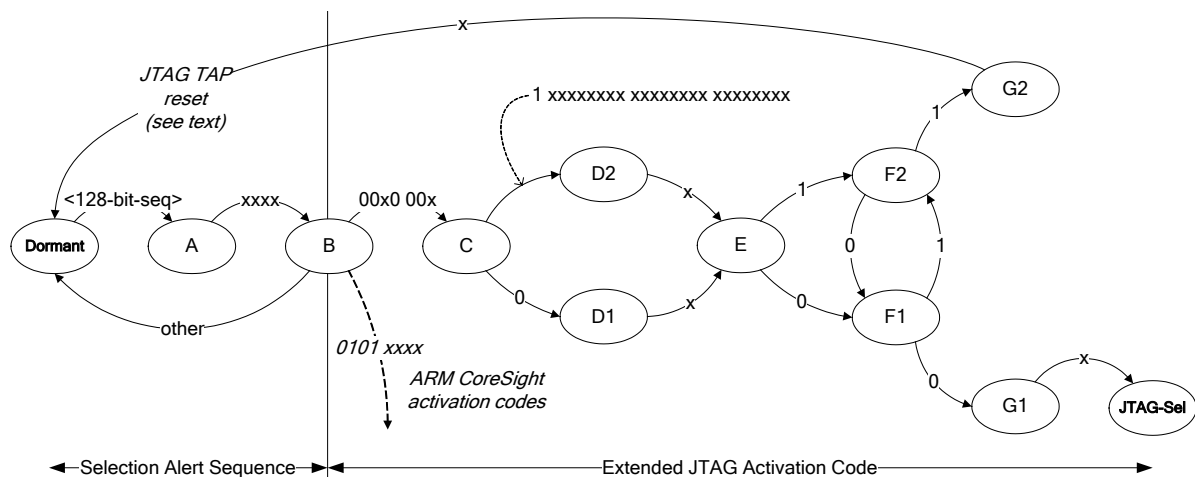 x
JTAG TAP
reset
(see text)
G2
1 xxxxxxxx xxxxxxxx xxxxxxxx
1
D2
F2
<128-bit-seq>
xxxx
00x0 00x
x
1
Dormant
A
B
C
E
0
1
0
x
0
other
D1
F1
0101 xxxx
ARM CoreSight
activation codes
0
x
G1
JTAG-Sel
Selection Alert Sequence
Extended JTAG Activation Code